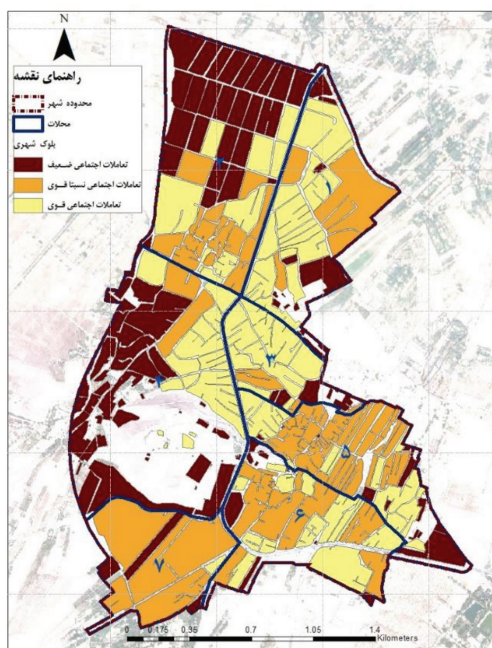 N
راهنمای نقشه
محدوده شهر
محلات
بلوک شهری
تعاملات اجتماعی ضعیف
تعاملات اجتماعی نسبتا قوی
تعاملات اجتماعی قوی
۱
۳
۵
۶
۷
0 0.175 0.35 0.7 1.05 1.4
Kilometers